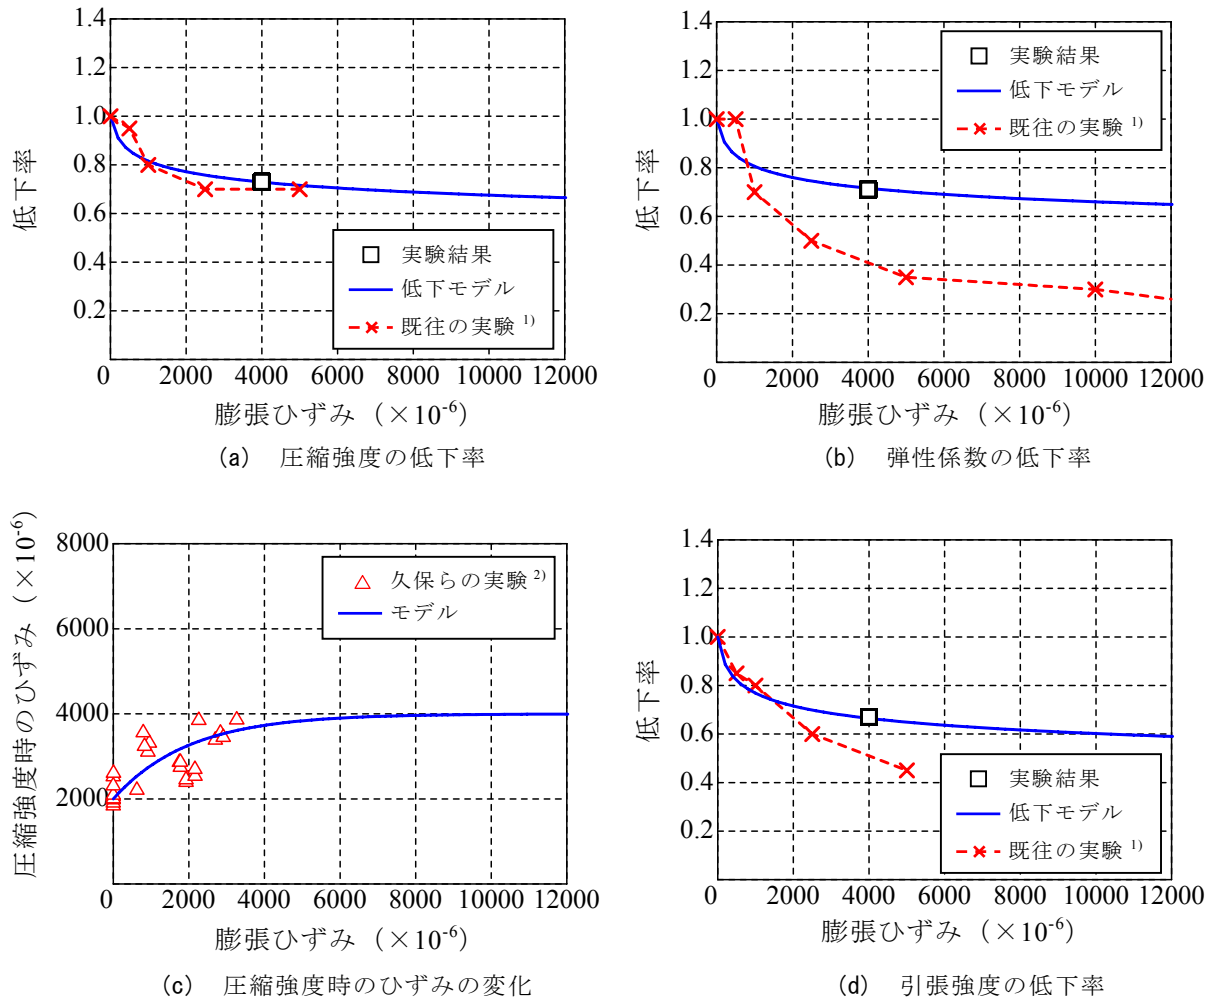 1.4
1.2
1.0
0.8
0.6
0.4
0.2
低下率
実験結果
低下モデル
既往の実験 1)
0 2000 4000 6000 8000 10000 12000
膨張ひずみ（×10-6）
(a) 圧縮強度の低下率
1.4
1.2
1.0
0.8
0.6
0.4
0.2
低下率
実験結果
低下モデル
既往の実験 1)
0 2000 4000 6000 8000 10000 12000
膨張ひずみ（×10-6）
(b) 弾性係数の低下率
圧縮強度時のひずみ（×10-6）
8000
6000
4000
2000
久保らの実験 2)
モデル
0 2000 4000 6000 8000 10000 12000
膨張ひずみ（×10-6）
(c) 圧縮強度時のひずみの変化
1.4
1.2
1.0
0.8
0.6
0.4
0.2
低下率
実験結果
低下モデル
既往の実験 1)
0 2000 4000 6000 8000 10000 12000
膨張ひずみ（×10-6）
(d) 引張強度の低下率